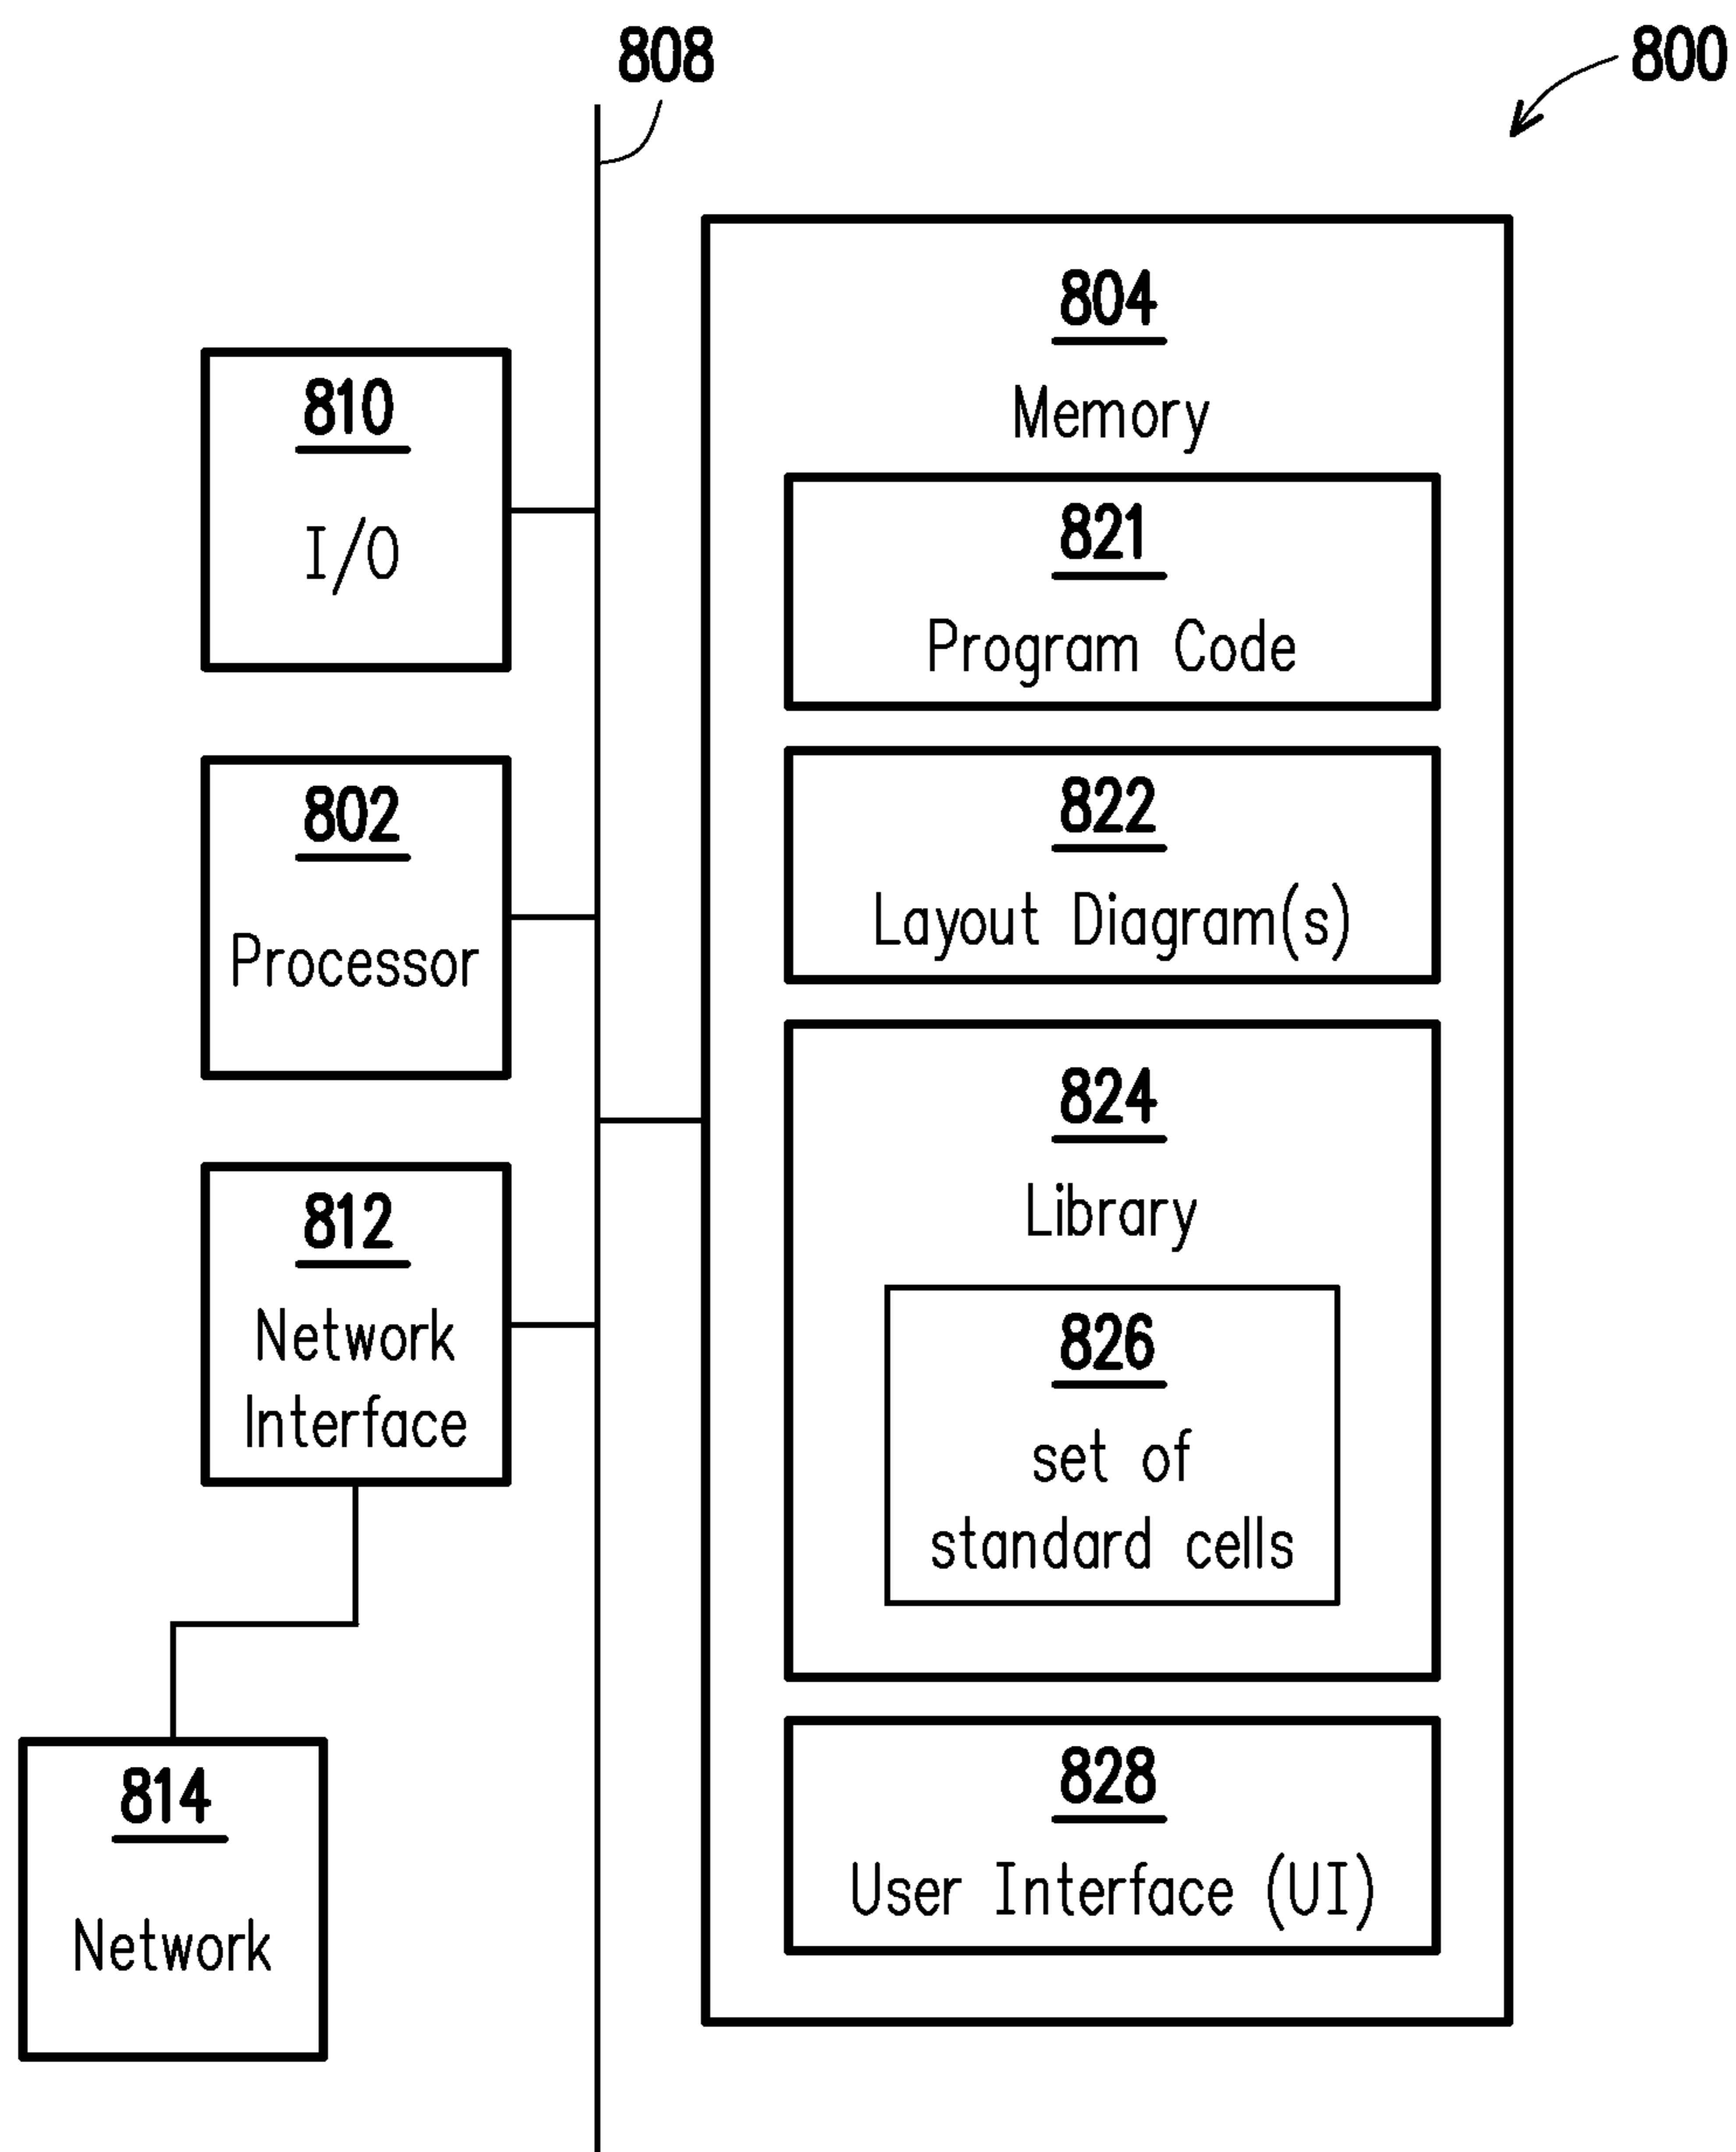 808
800
810
I/O
802
Processor
812
Network
Interface
814
Network
804
Memory
821
Program Code
822
Layout Diagram(s)
824
Library
826
set of
standard cells
828
User Interface (UI)